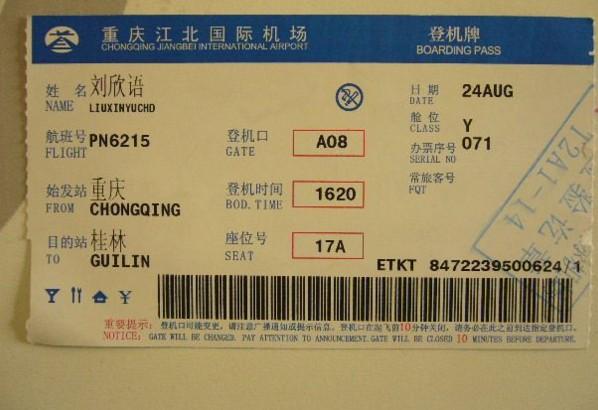 重庆江北国际机场 登机牌
CHONGQING JIANGBEI INTERNATIONAL AIRPORT BOARDING PASS
姓名 刘欣语 日期 24AUG
NAME LIUXINYUCHD DATE
舱位 Y
CLASS
航班号 PN6215 登机口 A08 办票序号 071
FLIGHT GATE SERIAL NO
始发站 重庆 登机时间 1620 常旅客号
FROM CHONGQING BOD. TIME FQT
目的站 桂林 座位号 17A
TO GUILIN SEAT
ETKT 8472239500624/1
重要提示: 登机口可能变更, 请注意广播通知或提示信息。登机口在起飞前10分钟关闭, 请务必在此之前到达指定登机口。
NOTICE: GATE WILL BE CHANGED. PAY ATTENTION TO ANNOUNCEMENT. GATE WILL BE CLOSED 10 MINUTES BEFORE DEPARTURE.
T2A1-14